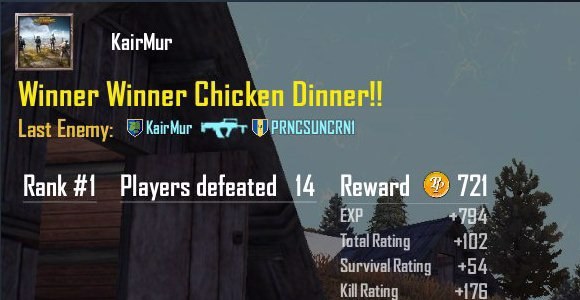 KairMur
Winner Winner Chicken Dinner!!
Last Enemy: KairMur PRNCSUNCRN1
Rank #1 Players defeated 14 Reward 721
EXP +794
Total Rating +102
Survival Rating +54
Kill Rating +176